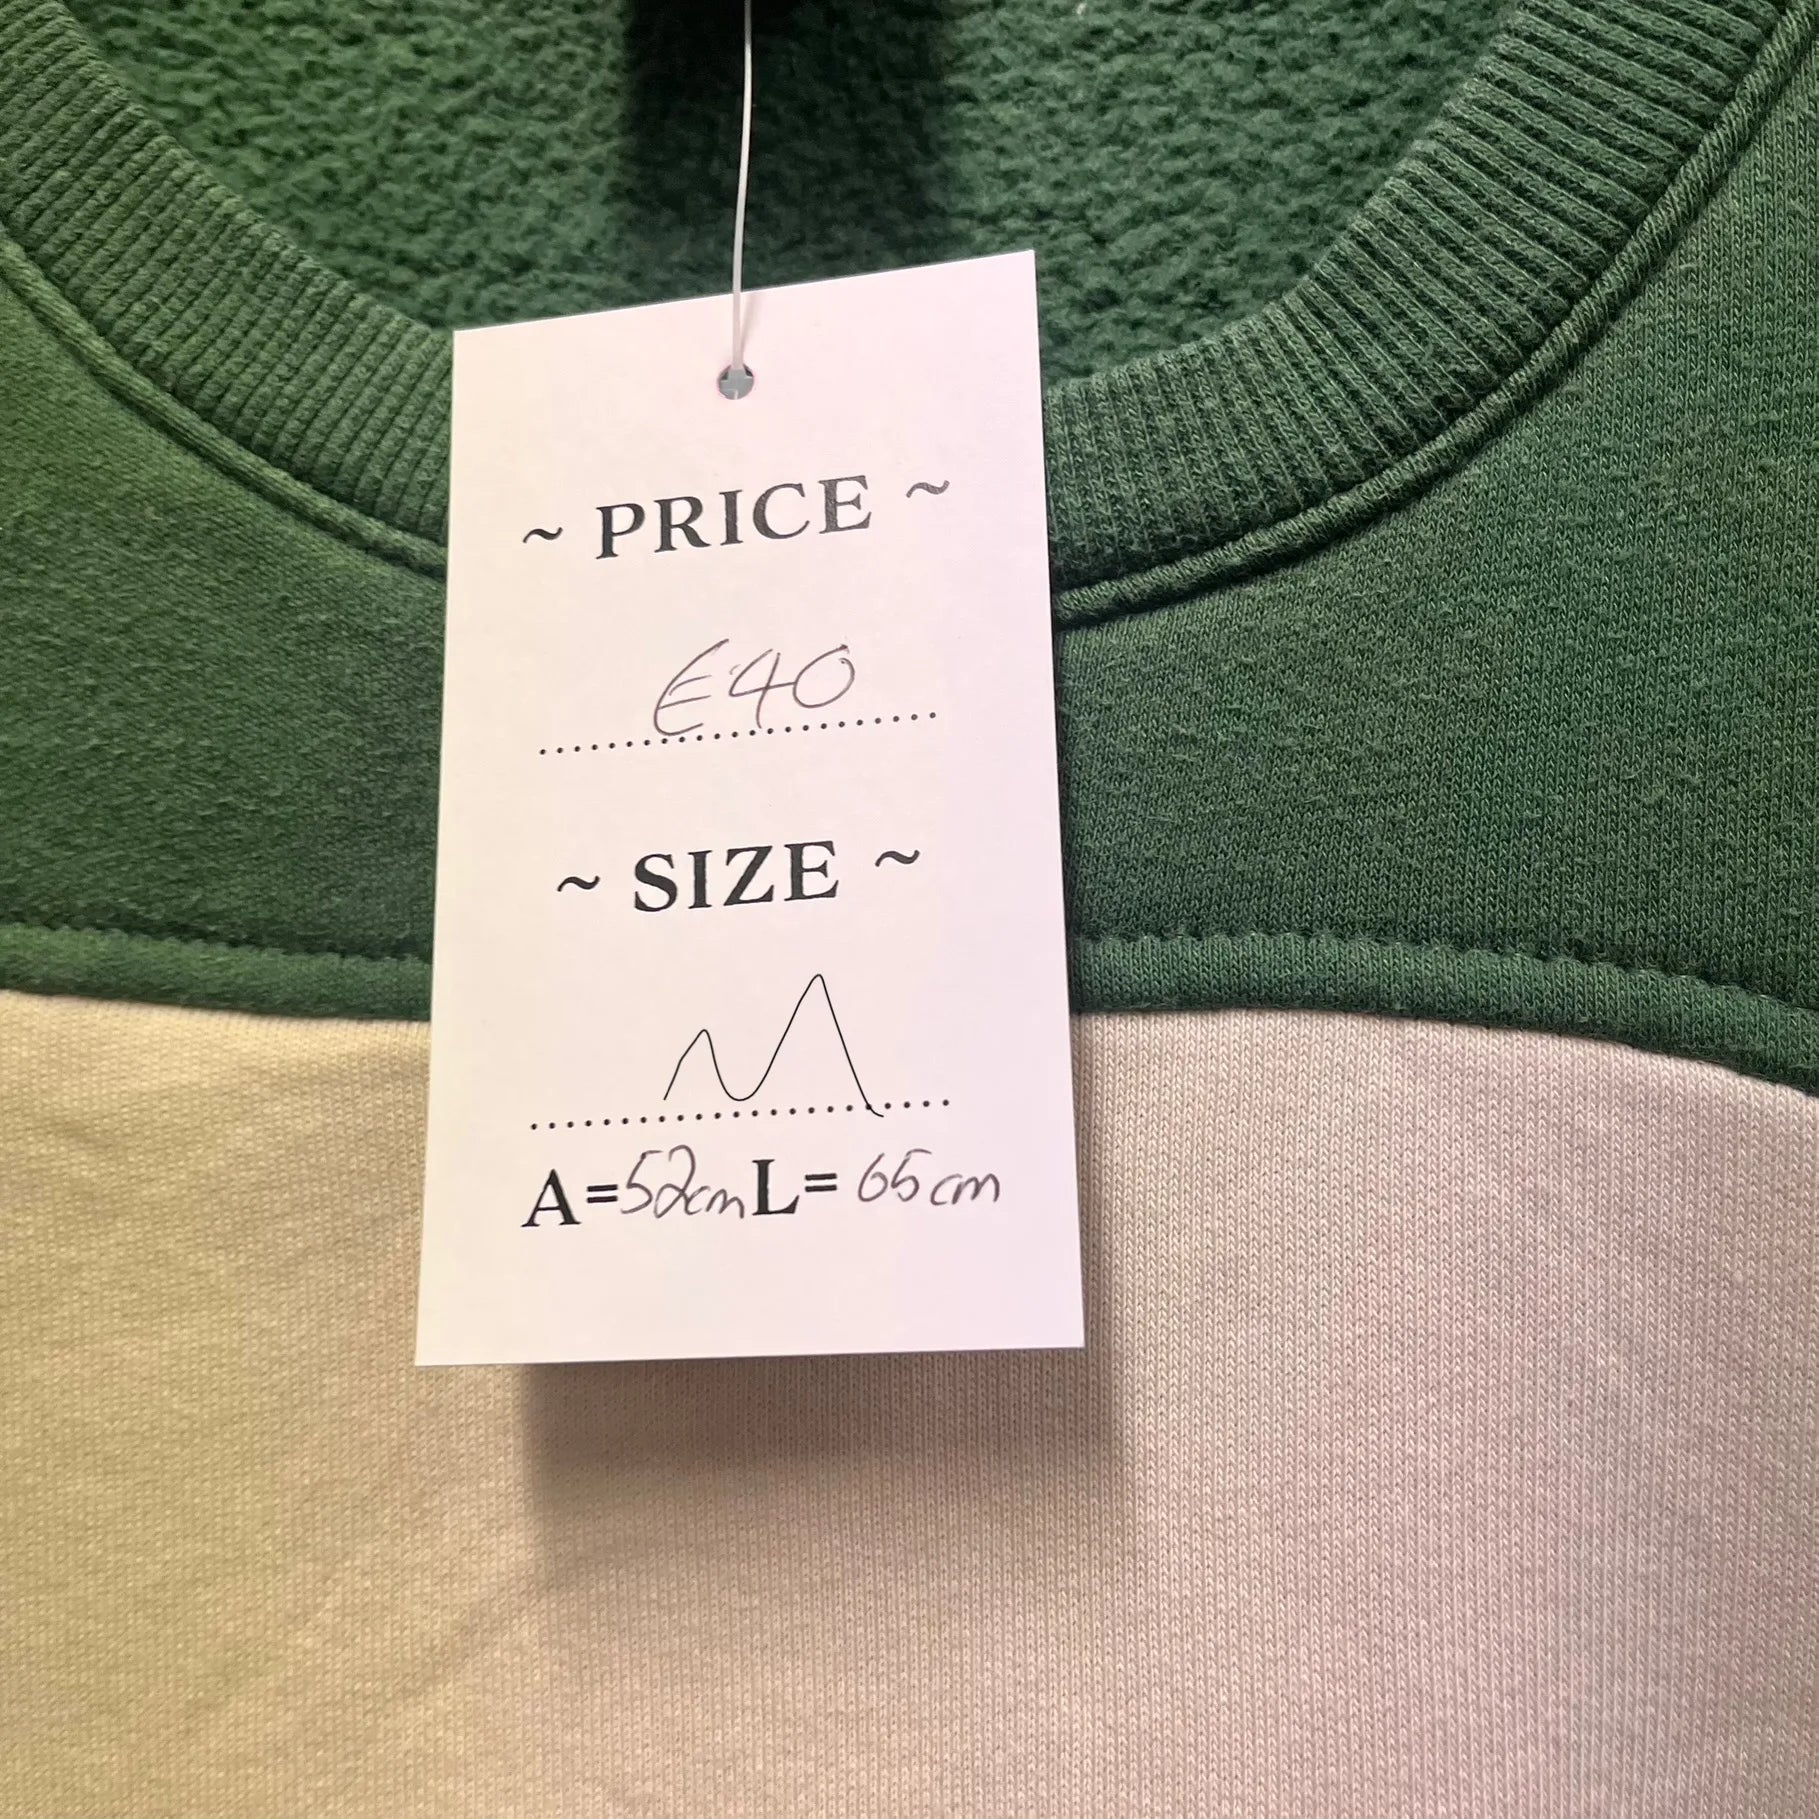 ~ PRICE ~
€40
~ SIZE ~
M
A=52cm L=65cm